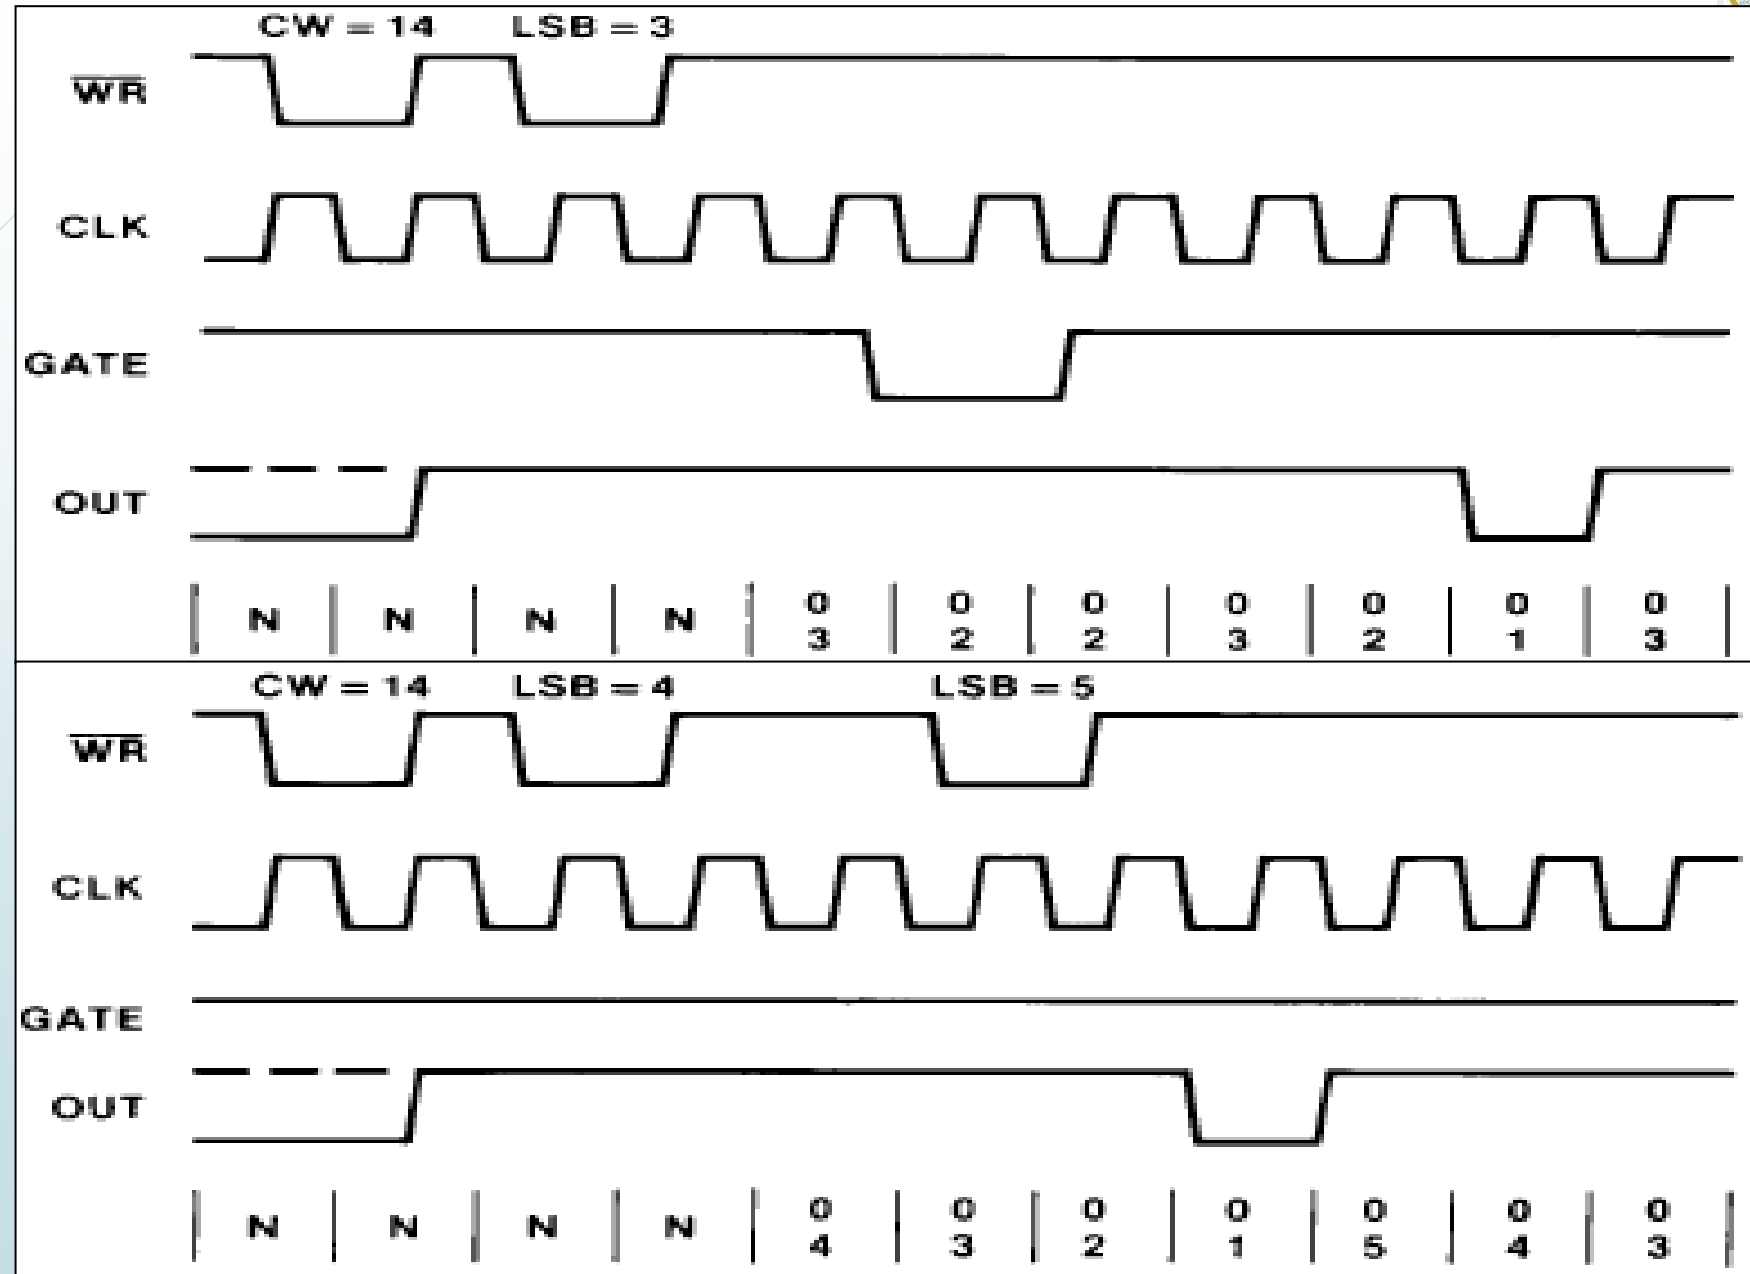 CW = 14 LSB = 3
WR
CLK
GATE
OUT
N N N N 0 0 0 0 0 0 0
3 2 2 3 2 1 3
CW = 14 LSB = 4 LSB = 5
WR
CLK
GATE
OUT
N N N N 0 0 0 0 0 0 0
4 3 2 1 5 4 3